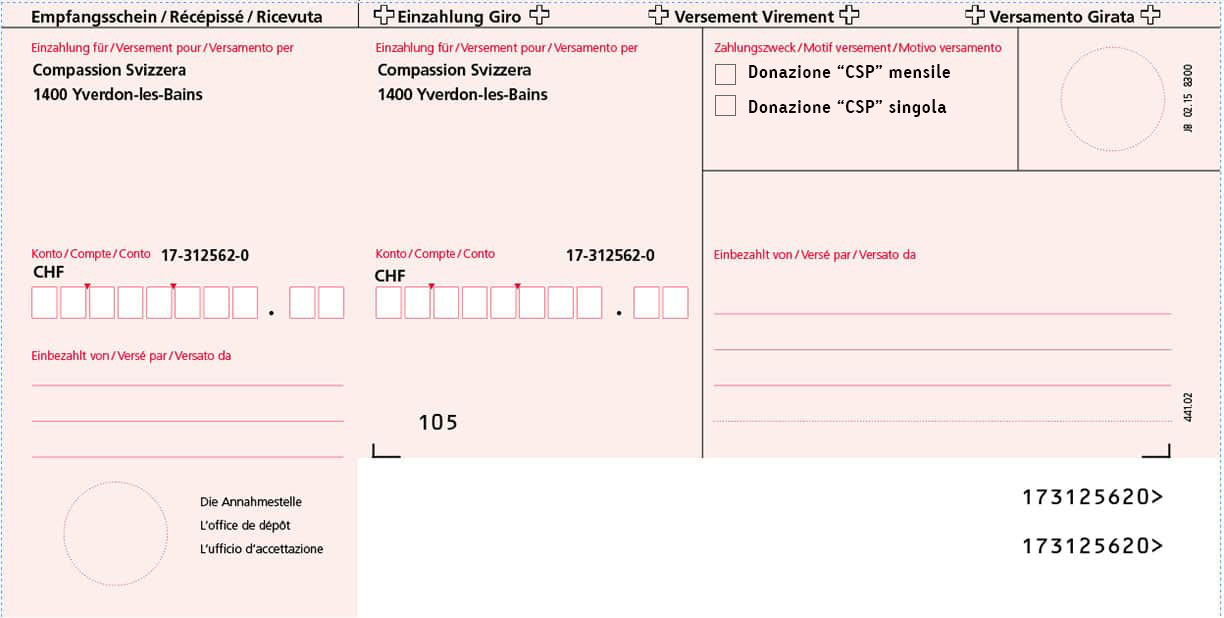 Empfangsschein / Récépissé / Ricevuta
Einzahlung für / Versement pour / Versamento per
Compassion Svizzera
1400 Yverdon-les-Bains
Konto / Compte / Conto 17-312562-0
CHF
.
Einbezahlt von / Versé par / Versato da
Die Annahmestelle
L'office de dépôt
L'ufficio d'accettazione
Einzahlung Giro
Versement Virement
Versamento Girata
Einzahlung für / Versement pour / Versamento per
Compassion Svizzera
1400 Yverdon-les-Bains
Konto / Compte / Conto 17-312562-0
CHF
.
105
Zahlungszweck / Motif versement / Motivo versamento
Donazione “CSP” mensile
Donazione “CSP” singola
JB 02.15 8300
Einbezahlt von / Versé par / Versato da
441.02
173125620>
173125620>